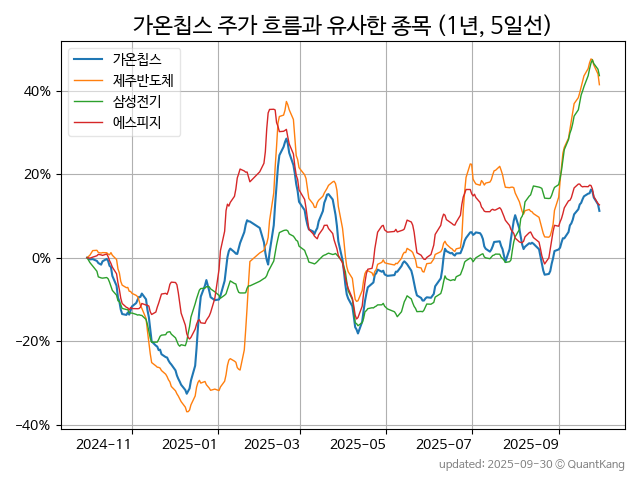 가온칩스 주가 흐름과 유사한 종목 (1년, 5일선)
가온칩스
제주반도체
삼성전기
에스피지
40%
20%
0%
−20%
−40%
2024-11
2025-01
2025-03
2025-05
2025-07
2025-09
updated: 2025-09-30 © QuantKang